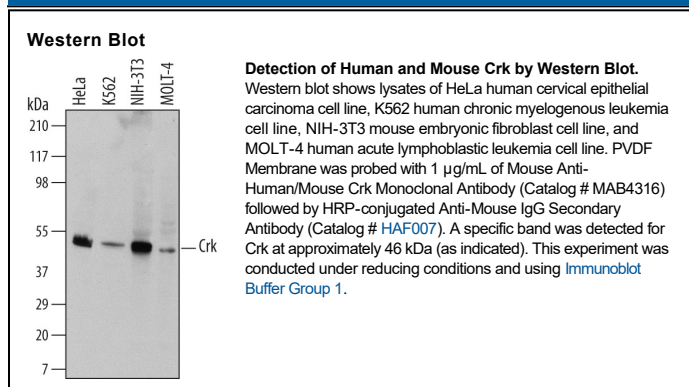 Western Blot
kDa
HeLa
K562
NIH-3T3
MOLT-4
210
117
98
55
37
29
20
7
Crk
Detection of Human and Mouse Crk by Western Blot.
Western blot shows lysates of HeLa human cervical epithelial
carcinoma cell line, K562 human chronic myelogenous leukemia
cell line, NIH-3T3 mouse embryonic fibroblast cell line, and
MOLT-4 human acute lymphoblastic leukemia cell line. PVDF
Membrane was probed with 1 µg/mL of Mouse Anti-
Human/Mouse Crk Monoclonal Antibody (Catalog # MAB4316)
followed by HRP-conjugated Anti-Mouse IgG Secondary
Antibody (Catalog # HAF007). A specific band was detected for
Crk at approximately 46 kDa (as indicated). This experiment was
conducted under reducing conditions and using Immunoblot
Buffer Group 1.